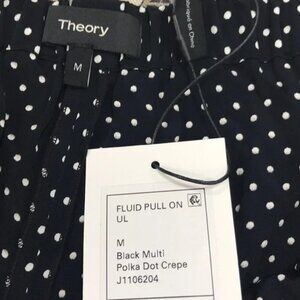 Theory
M
FLUID PULL ON
UL
M
Black Multi
Polka Dot Crepe
J1106204